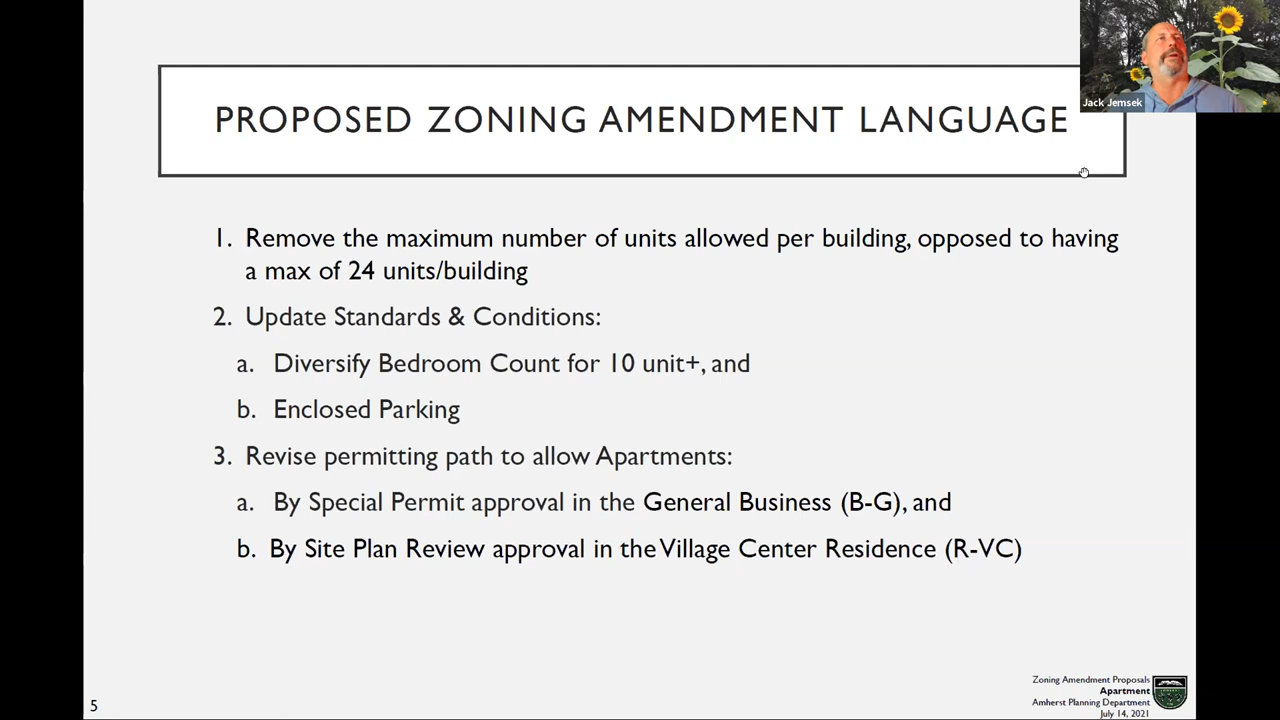 Jack Jemsek
PROPOSED ZONING AMENDMENT LANGUAGE
1. Remove the maximum number of units allowed per building, opposed to having
a max of 24 units/building
2. Update Standards & Conditions:
a. Diversify Bedroom Count for 10 unit+, and
b. Enclosed Parking
3. Revise permitting path to allow Apartments:
a. By Special Permit approval in the General Business (B-G), and
b. By Site Plan Review approval in the Village Center Residence (R-VC)
Zoning Amendment Proposals
Apartment
Amherst Planning Department
July 14, 2021
5